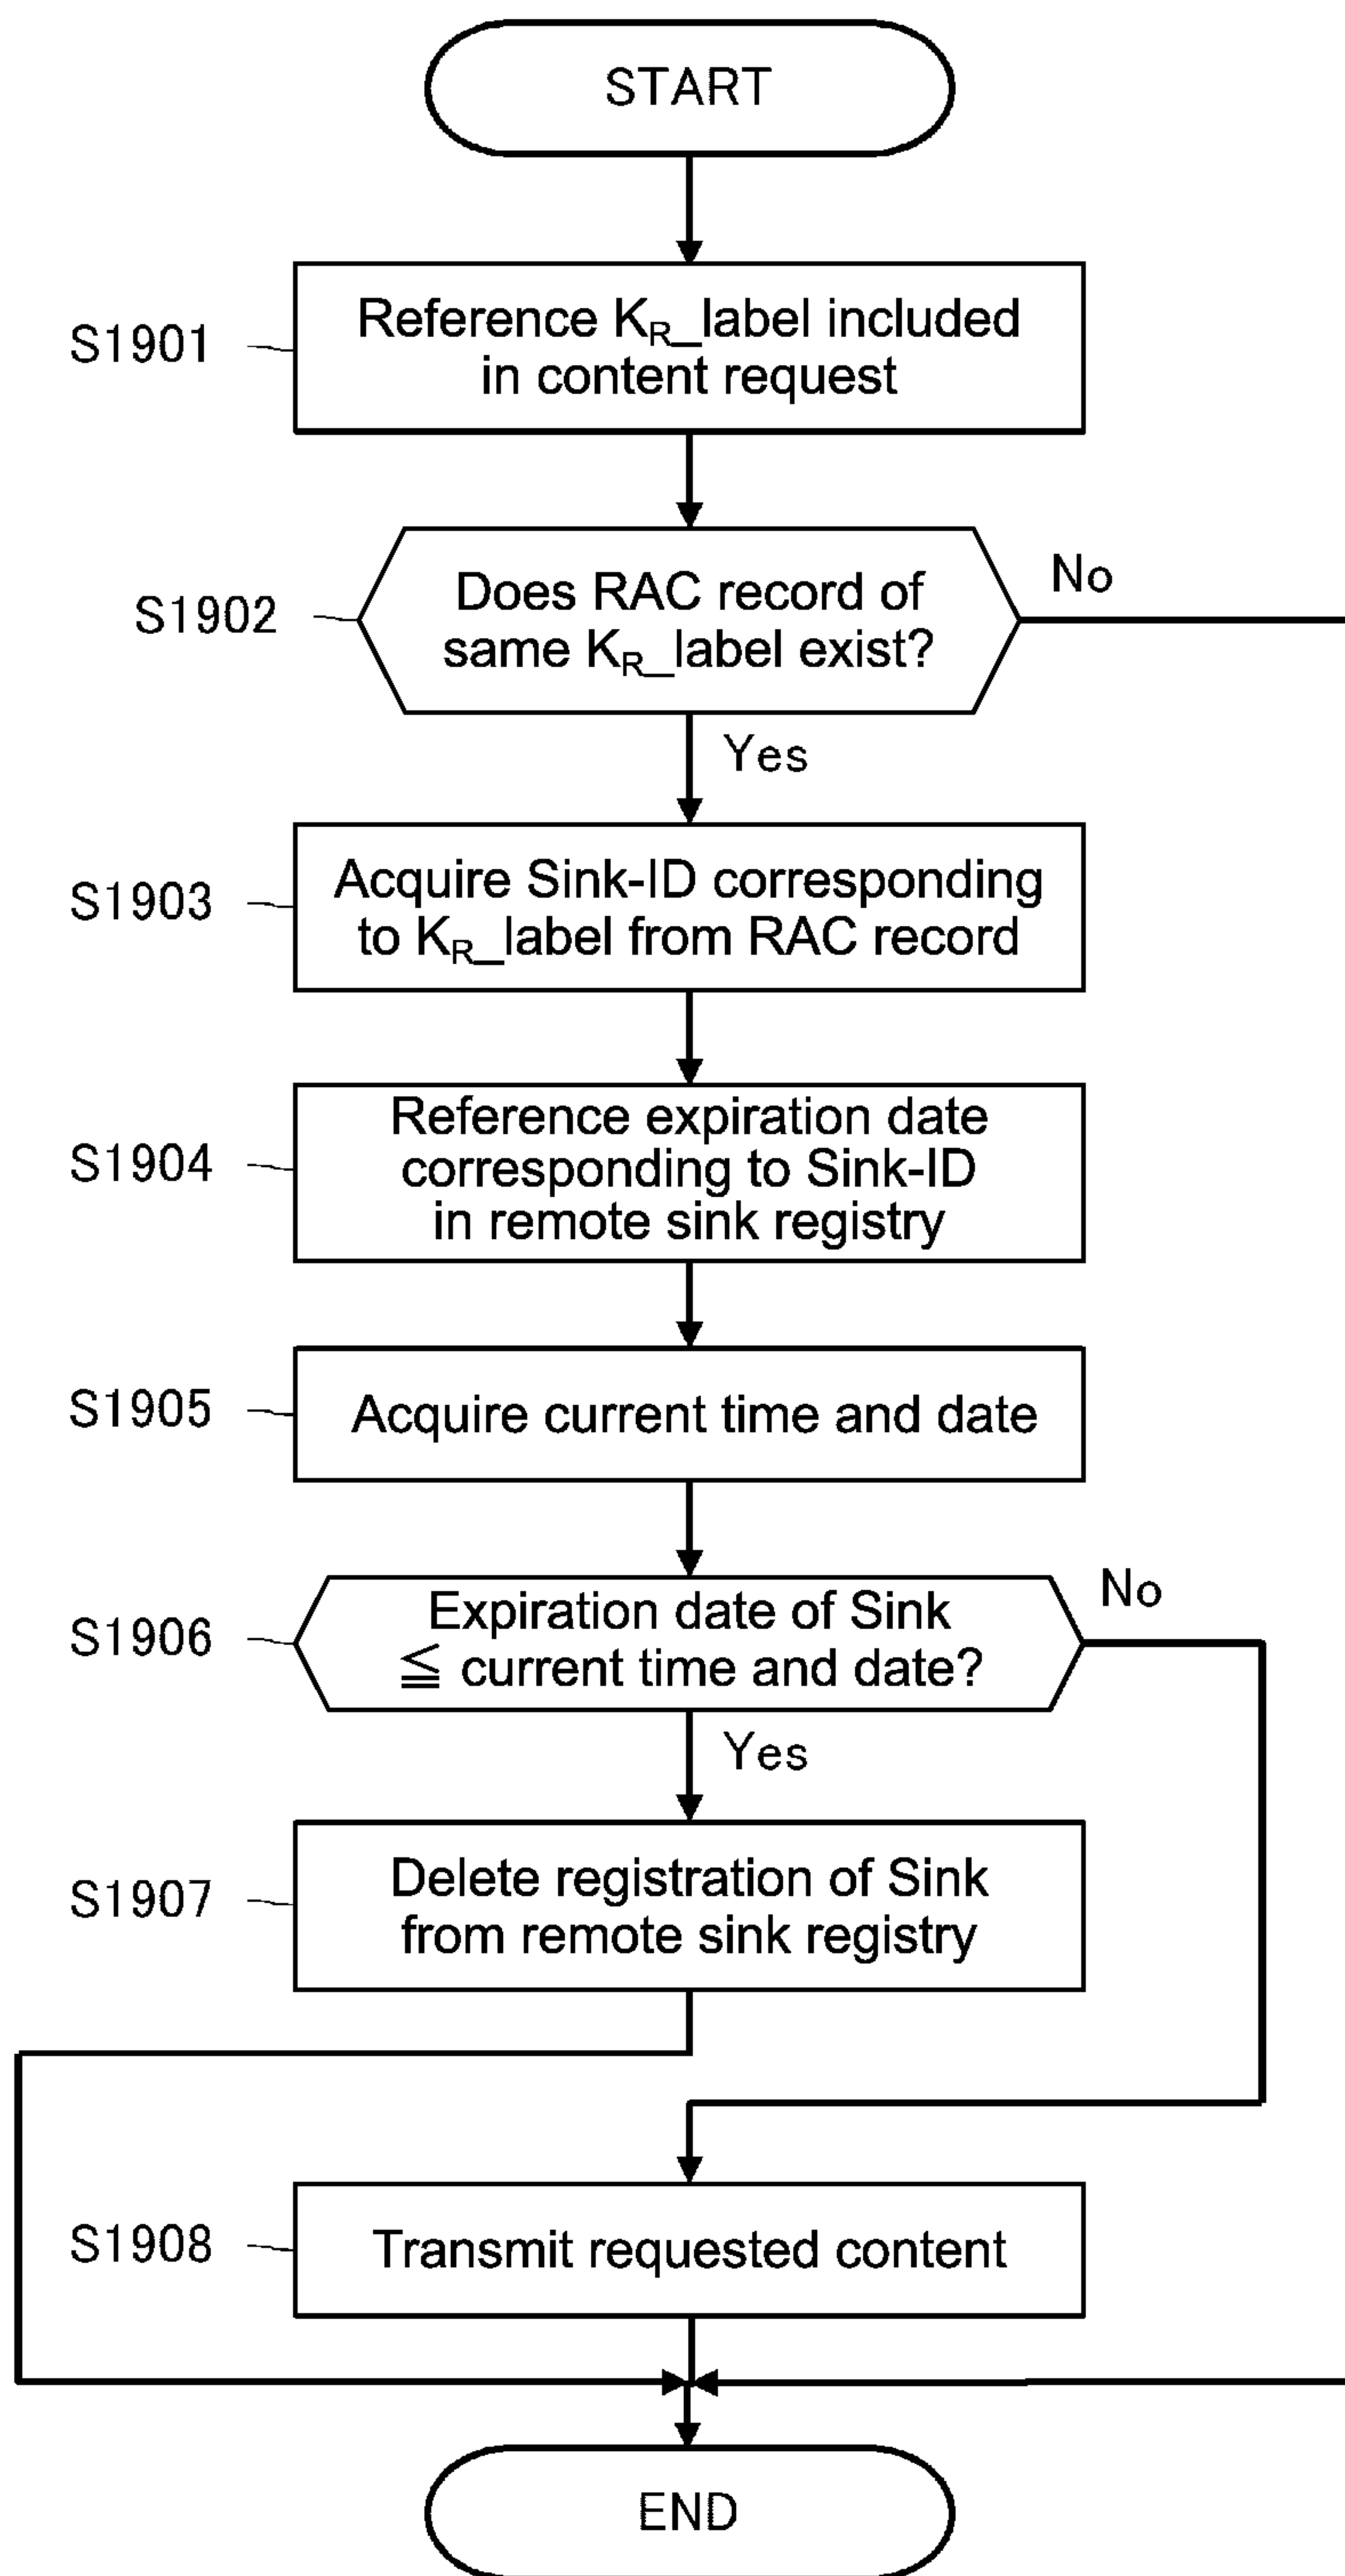 START
S1901
Reference KR_label included
in content request
S1902
Does RAC record of
same KR_label exist?
No
Yes
S1903
Acquire Sink-ID corresponding
to KR_label from RAC record
S1904
Reference expiration date
corresponding to Sink-ID
in remote sink registry
S1905
Acquire current time and date
S1906
Expiration date of Sink
≦ current time and date?
No
Yes
S1907
Delete registration of Sink
from remote sink registry
S1908
Transmit requested content
END